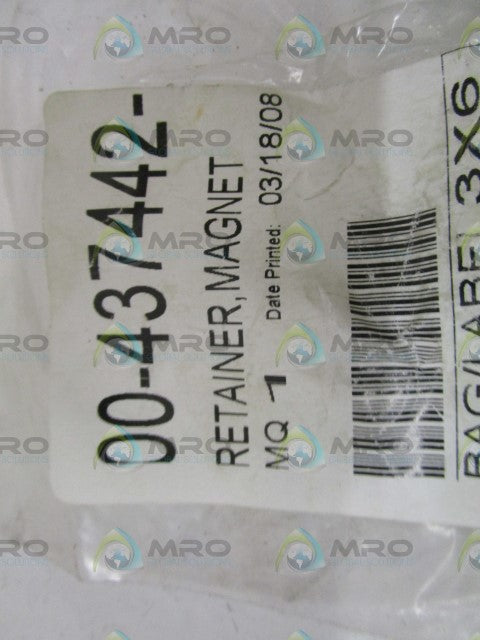 00-437442-
RETAINER,MAGNET
MQ 1 Date Printed: 03/18/08
BAG/LABEL 3X6
MRO